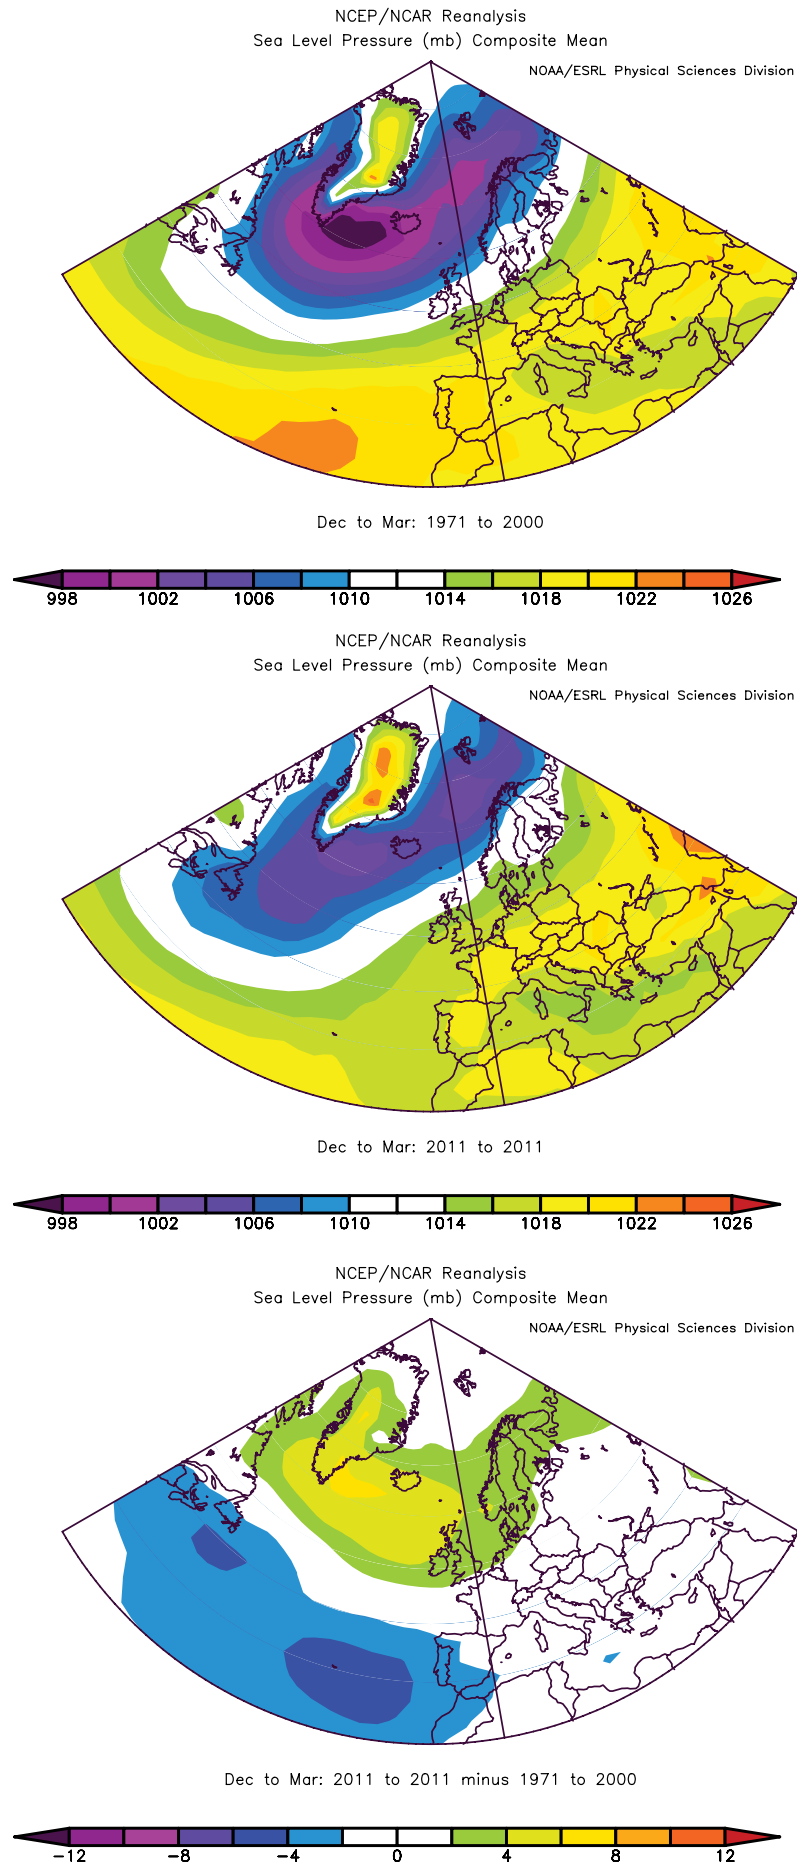 NCEP/NCAR Reanalysis
Sea Level Pressure (mb) Composite Mean
NOAA/ESRL Physical Sciences Division
Dec to Mar: 1971 to 2000
998 1002 1006 1010 1014 1018 1022 1026
NCEP/NCAR Reanalysis
Sea Level Pressure (mb) Composite Mean
NOAA/ESRL Physical Sciences Division
Dec to Mar: 2011 to 2011
998 1002 1006 1010 1014 1018 1022 1026
NCEP/NCAR Reanalysis
Sea Level Pressure (mb) Composite Mean
NOAA/ESRL Physical Sciences Division
Dec to Mar: 2011 to 2011 minus 1971 to 2000
-12 -8 -4 0 4 8 12